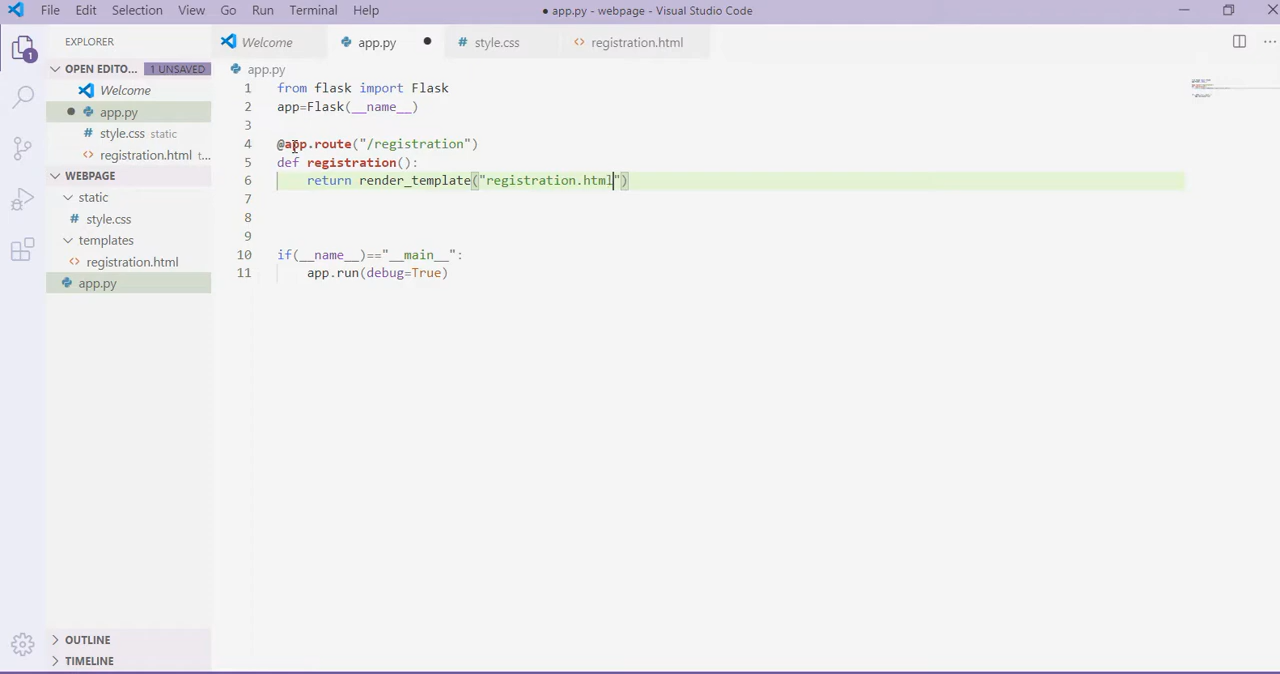 File Edit Selection View Go Run Terminal Help
● app.py - webpage - Visual Studio Code
EXPLORER
Welcome
app.py
style.css
registration.html
OPEN EDITO...
1 UNSAVED
Welcome
app.py
style.css static
registration.html t...
WEBPAGE
static
style.css
templates
registration.html
app.py
OUTLINE
TIMELINE
1
app.py
1 from flask import Flask
2 app=Flask(__name__)
3
4 @app.route("/registration")
5 def registration():
6 return render_template("registration.html")
7
8
9
10 if(__name__)=="__main__":
11 app.run(debug=True)